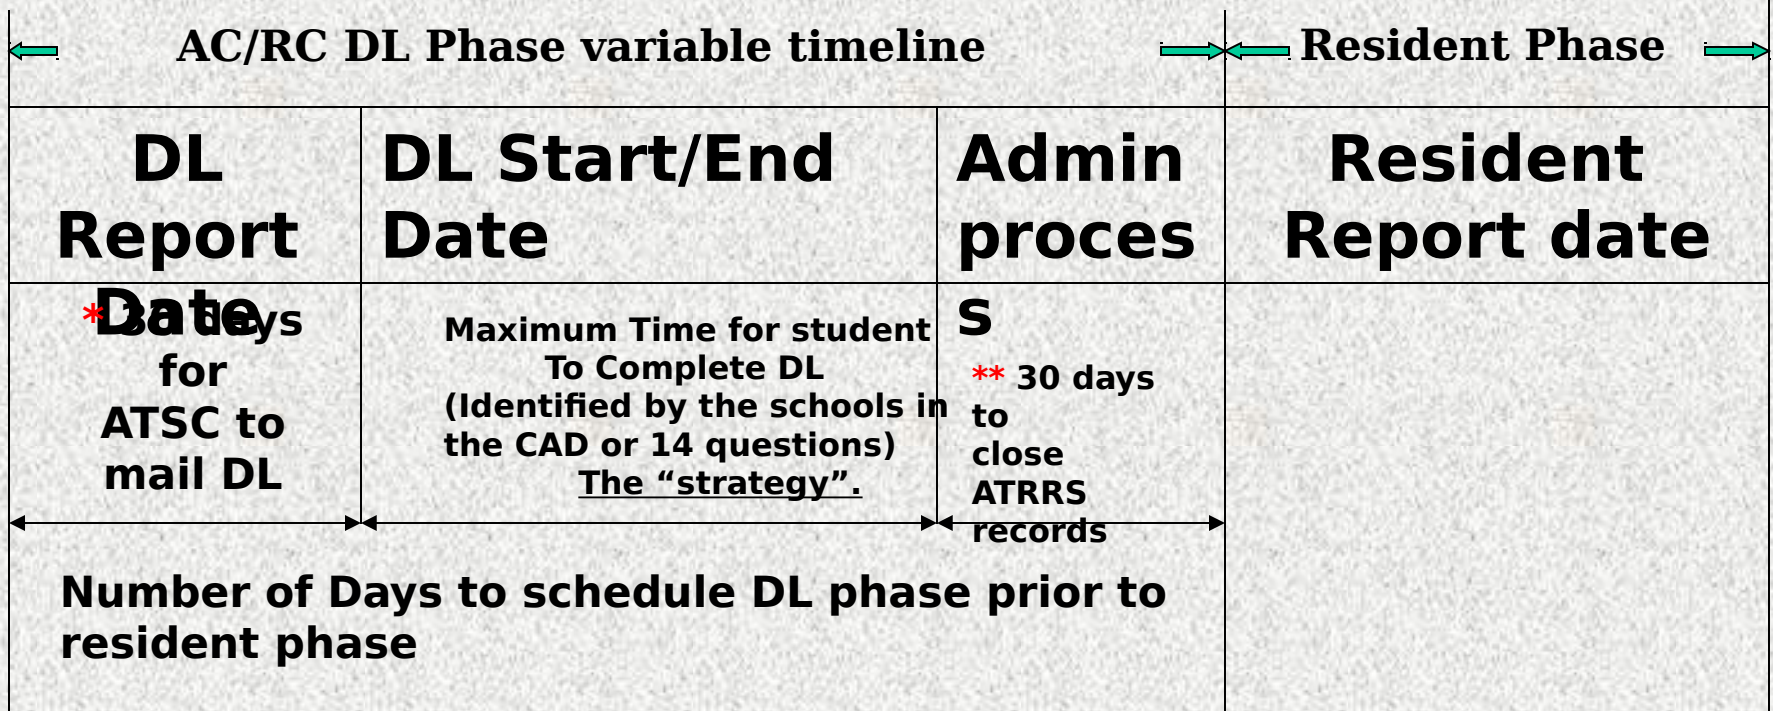 AC/RC DL Phase variable timeline
Resident Phase
DL
Report
Date
DL Start/End
Date
Admin
proces
s
Resident
Report date
* 30 days
for
ATSC to
mail DL
Maximum Time for student
To Complete DL
(Identified by the schools in
the CAD or 14 questions)
The “strategy”.
** 30 days
to
close
ATRRS
records
Number of Days to schedule DL phase prior to
resident phase